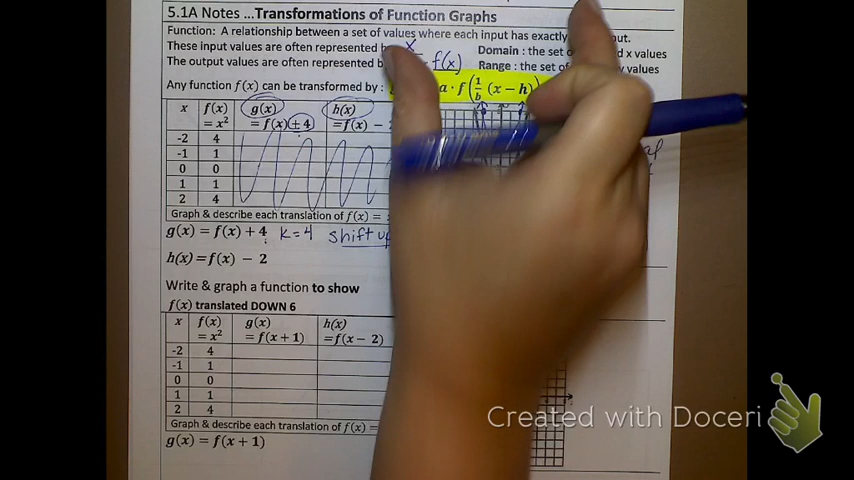 5.1A Notes ...Transformations of Function Graphs
Function: A relationship between a set of values where each input has exactly
These input values are often represented x Domain : the set x values
The output values are often represented f(x) Range : the set values
Any function f(x) can be transformed by : a · f(1/b (x − h)
x f(x) = x² g(x) = f(x) + 4 h(x) =f(x) −
-2 4
-1 1
0 0
1 1
2 4
Graph & describe each translation of f(x) =
g(x) = f(x) + 4 k=4 shift up
h(x) =f(x) − 2
Write & graph a function to show
f(x) translated DOWN 6
x f(x) = x² g(x) = f(x + 1) h(x) =f(x − 2)
-2 4
-1 1
0 0
1 1
2 4
Graph & describe each translation of f(x) =
g(x) = f(x + 1)
Created with Doceri